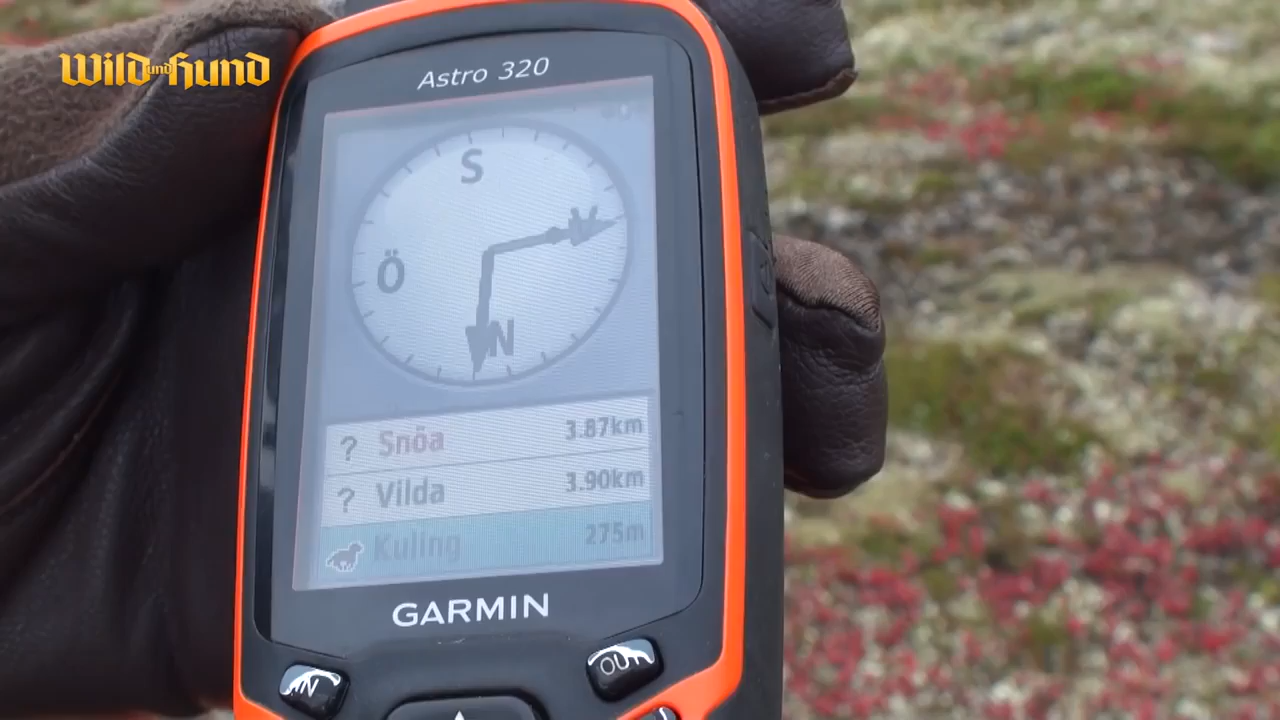 Wild und Hund
Astro 320
S
V
Ö
N
? Snöa 3.87km
? Vilda 3.90km
Kuling 275m
GARMIN
IN
OUT